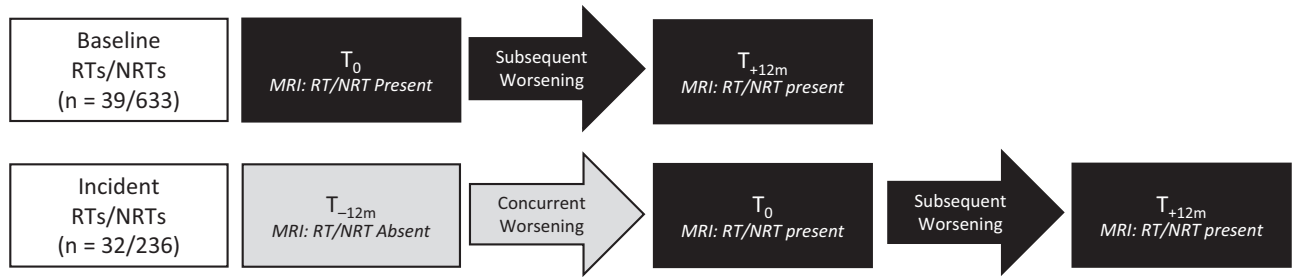 Baseline
RTs/NRTs
(n = 39/633)
T₀
MRI: RT/NRT Present
Subsequent
Worsening
T₊₁₂ₘ
MRI: RT/NRT present
Incident
RTs/NRTs
(n = 32/236)
T₋₁₂ₘ
MRI: RT/NRT Absent
Concurrent
Worsening
T₀
MRI: RT/NRT present
Subsequent
Worsening
T₊₁₂ₘ
MRI: RT/NRT present